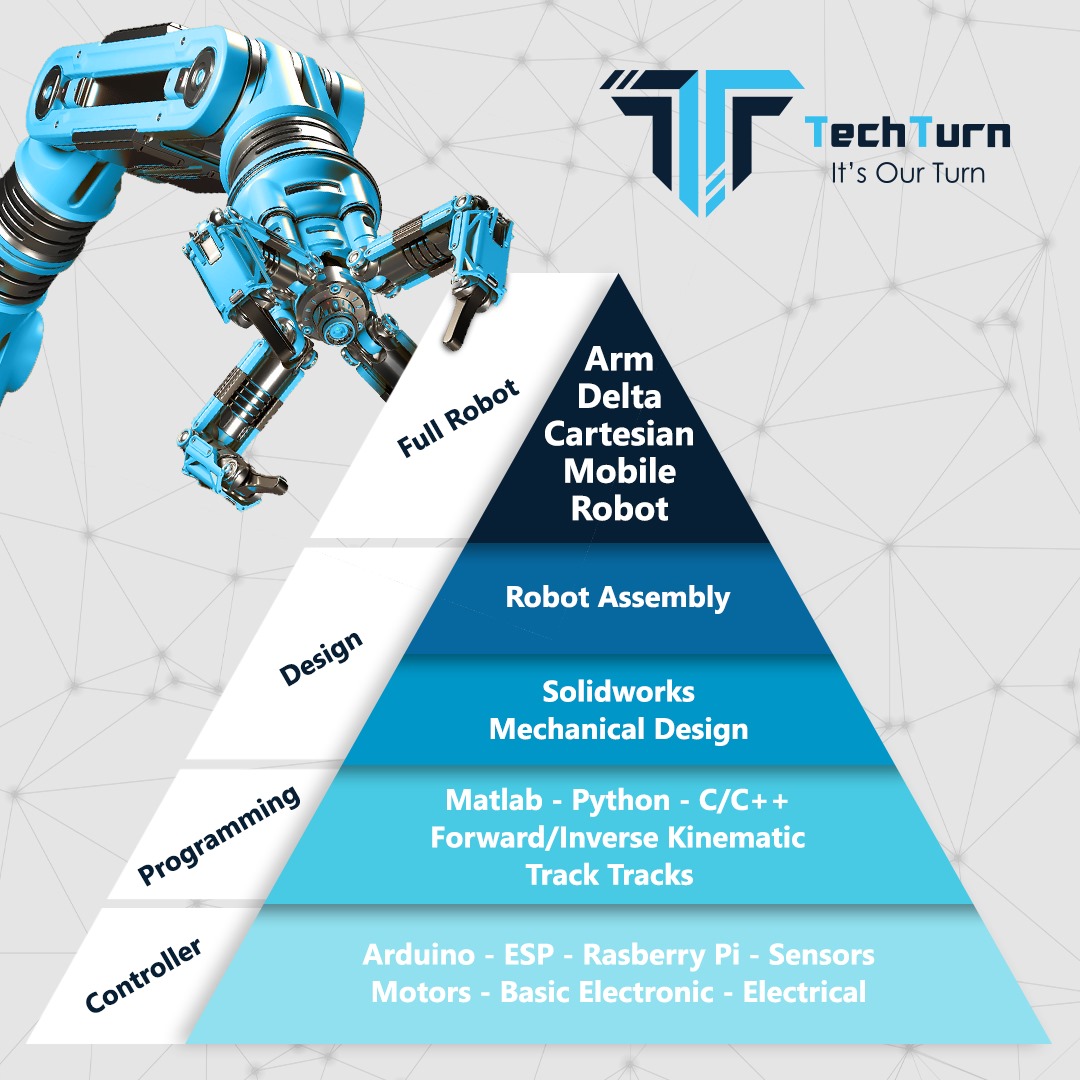 TechTurn
It's Our Turn
Full Robot
Arm
Delta
Cartesian
Mobile
Robot
Design
Robot Assembly
Solidworks
Mechanical Design
Programming
Matlab - Python - C/C++
Forward/Inverse Kinematic
Track Tracks
Controller
Arduino - ESP - Rasberry Pi - Sensors
Motors - Basic Electronic - Electrical